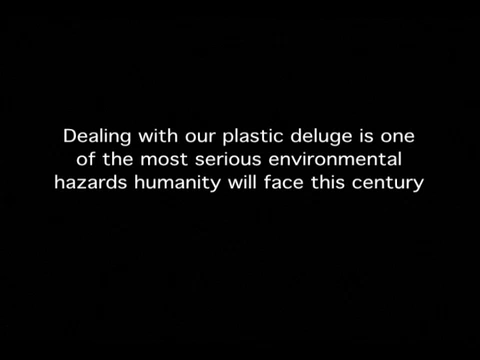 Dealing with our plastic deluge is one
of the most serious environmental
hazards humanity will face this century